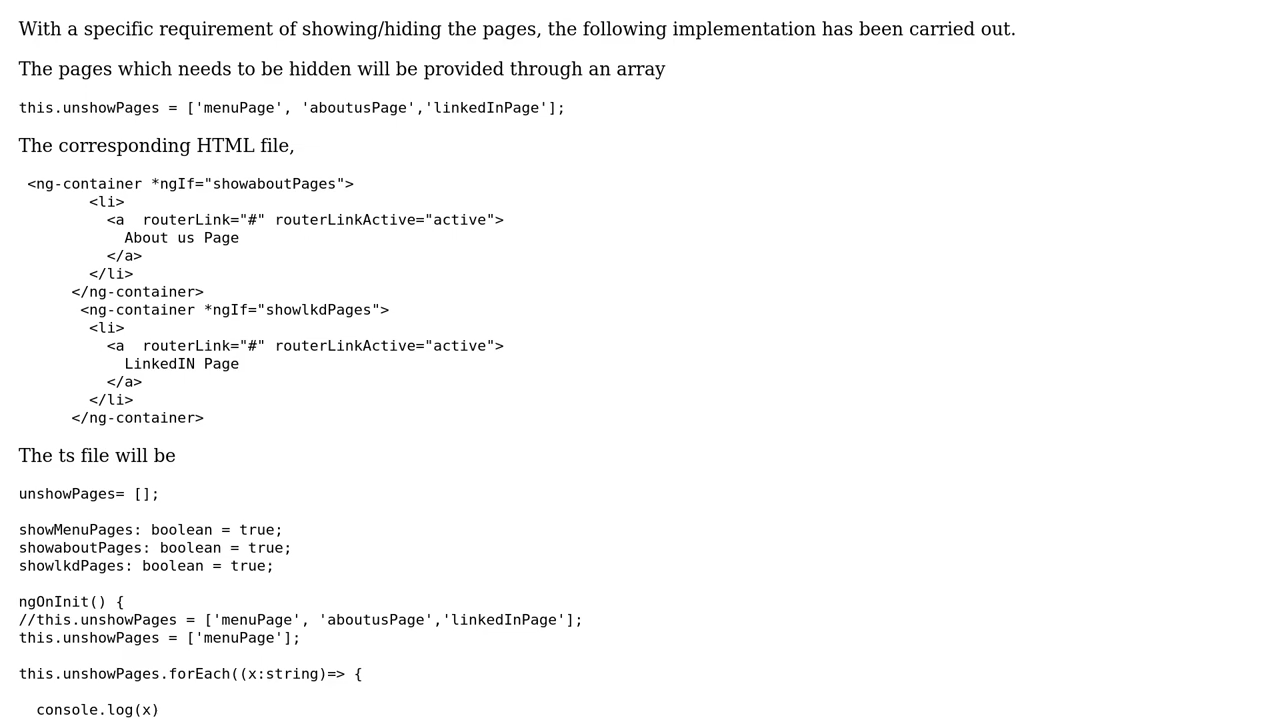 With a specific requirement of showing/hiding the pages, the following implementation has been carried out.
The pages which needs to be hidden will be provided through an array
this.unshowPages = ['menuPage', 'aboutusPage','linkedInPage'];
The corresponding HTML file,
 <ng-container *ngIf="showaboutPages">
        <li>
          <a  routerLink="#" routerLinkActive="active">
            About us Page
          </a>
        </li>
      </ng-container>
       <ng-container *ngIf="showlkdPages">
        <li>
          <a  routerLink="#" routerLinkActive="active">
            LinkedIN Page
          </a>
        </li>
      </ng-container>
The ts file will be
unshowPages= [];
showMenuPages: boolean = true;
showaboutPages: boolean = true;
showlkdPages: boolean = true;
ngOnInit() {
//this.unshowPages = ['menuPage', 'aboutusPage','linkedInPage'];
this.unshowPages = ['menuPage'];
this.unshowPages.forEach((x:string)=> {
  console.log(x)